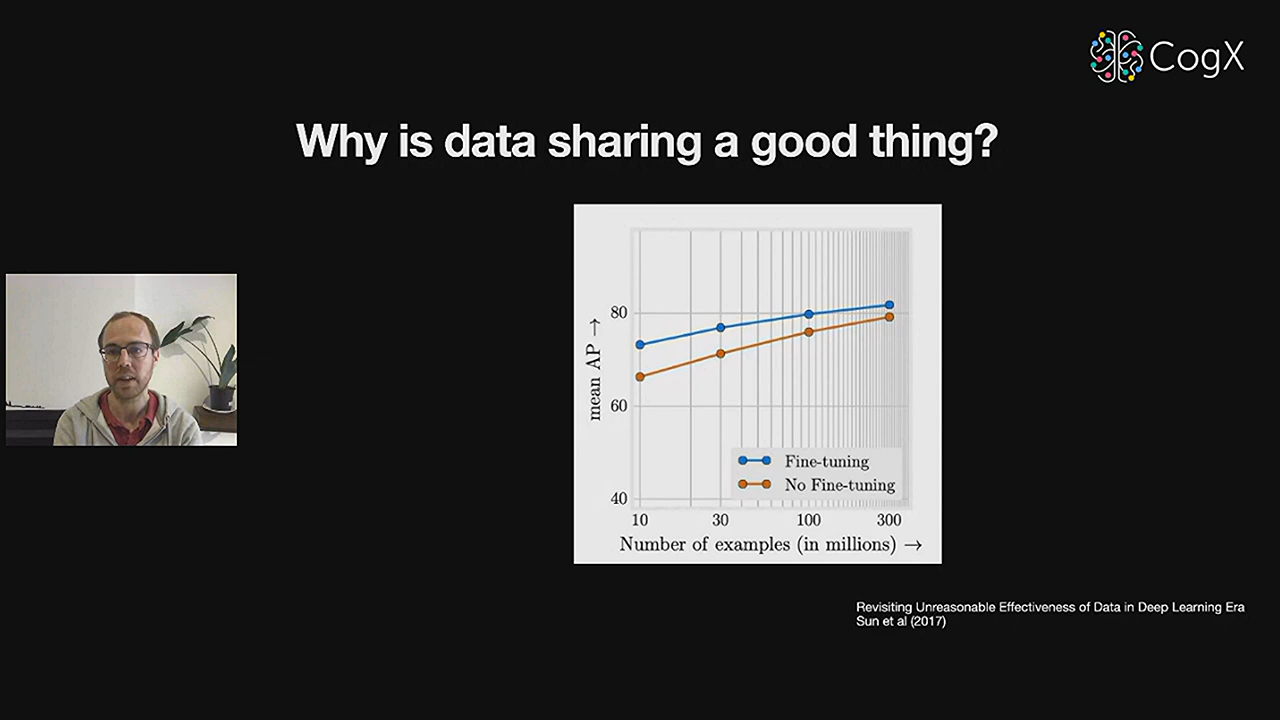 CogX
Why is data sharing a good thing?
80
60
40
mean AP →
Fine-tuning
No Fine-tuning
10 30 100 300
Number of examples (in millions) →
Revisiting Unreasonable Effectiveness of Data in Deep Learning Era
Sun et al (2017)